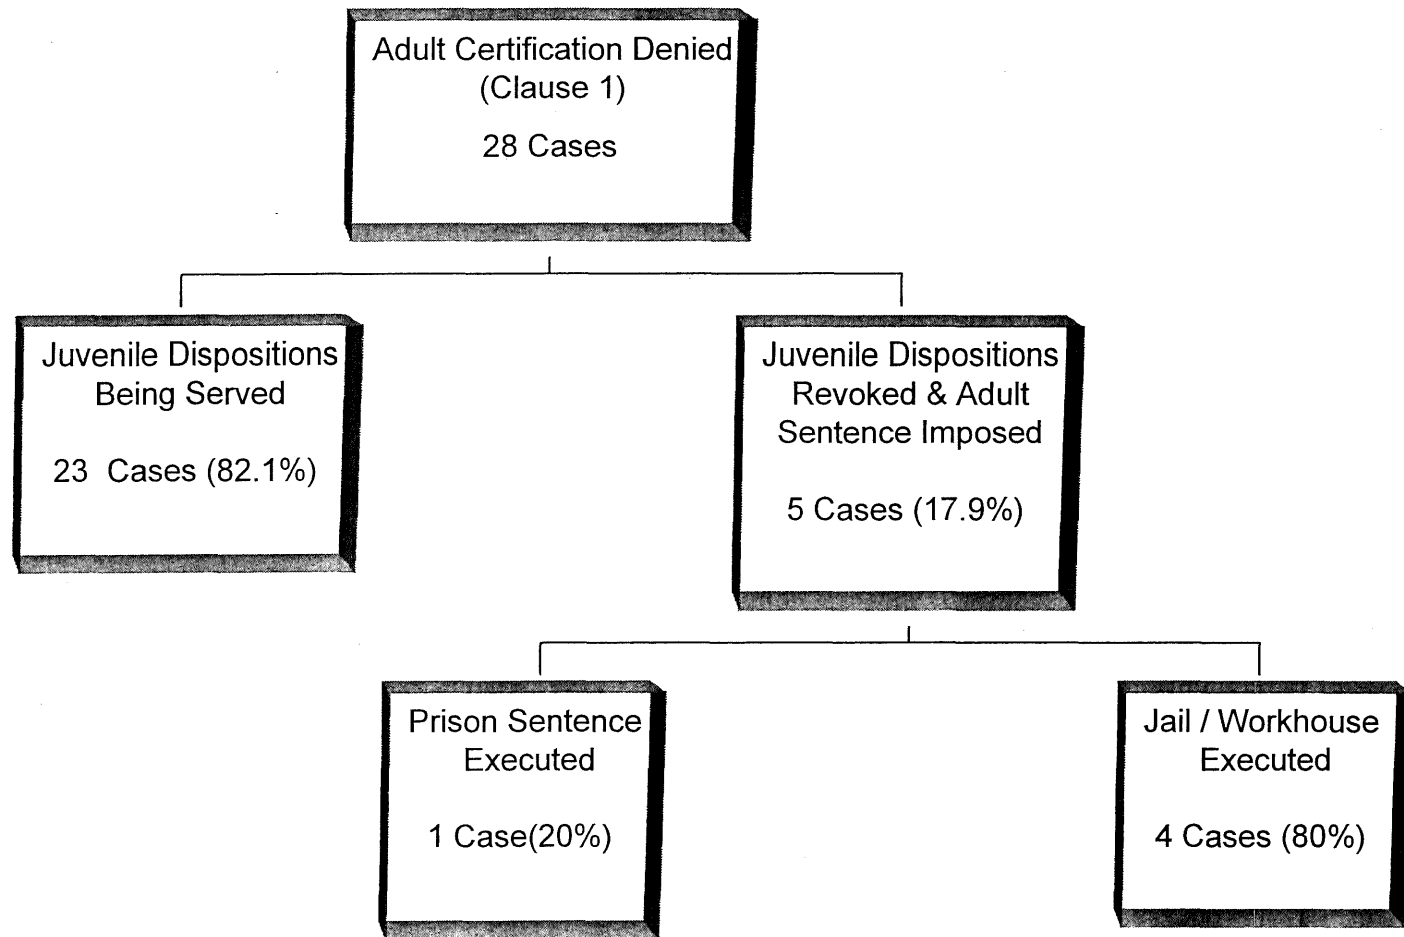 Adult Certification Denied
(Clause 1)
28 Cases
Juvenile Dispositions
Being Served
23 Cases (82.1%)
Juvenile Dispositions
Revoked & Adult
Sentence Imposed
5 Cases (17.9%)
Prison Sentence
Executed
1 Case(20%)
Jail / Workhouse
Executed
4 Cases (80%)